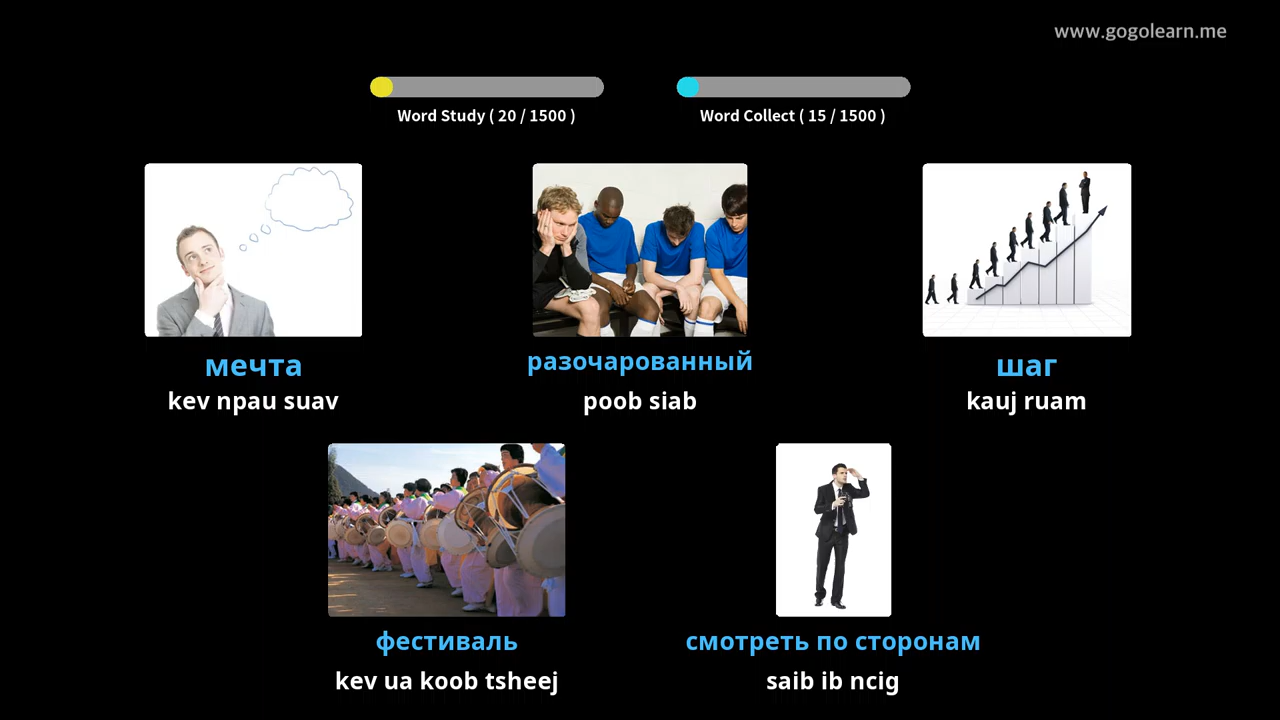 www.gogolearn.me
Word Study ( 20 / 1500 )
Word Collect ( 15 / 1500 )
мечта
kev npau suav
разочарованный
poob siab
шаг
kauj ruam
фестиваль
kev ua koob tsheej
смотреть по сторонам
saib ib ncig